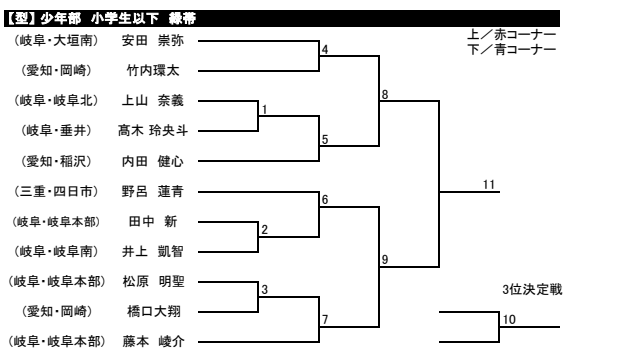 【型】少年部 小学生以下 緑帯
上／赤コーナー
下／青コーナー
(岐阜・大垣南) 安田 崇弥
4
(愛知・岡崎) 竹内環太
8
(岐阜・岐阜北) 上山 奈義
1
(岐阜・垂井) 髙木 玲央斗
5
(愛知・稲沢) 内田 健心
11
(三重・四日市) 野呂 蓮青
6
(岐阜・岐阜本部) 田中 新
2
(岐阜・岐阜南) 井上 凱智
9
(岐阜・岐阜本部) 松原 明聖
3
3位決定戦
(愛知・岡崎) 橋口大翔
7
10
(岐阜・岐阜本部) 藤本 崚介